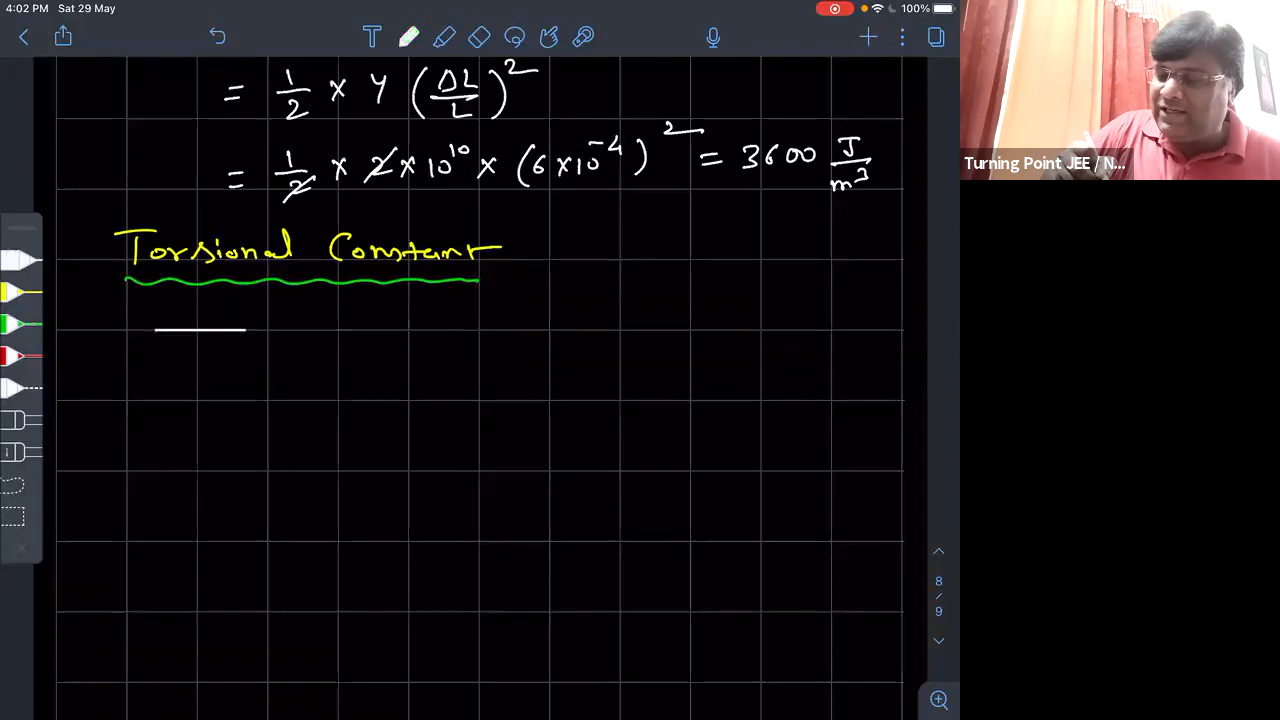 4:02 PM Sat 29 May
100%
= 1/2 × Y (ΔL/L)²
= 1/2 × 2 × 10¹⁰ × (6 × 10⁻⁴)² = 3600 J/m³
Turning Point JEE / N...
Torsional Constant
8
/
9